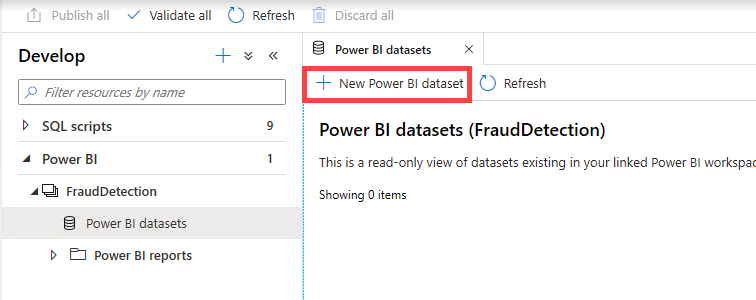 Publish all Validate all Refresh Discard all
Develop
Filter resources by name
SQL scripts 9
Power BI 1
FraudDetection
Power BI datasets
Power BI reports
Power BI datasets
New Power BI dataset Refresh
Power BI datasets (FraudDetection)
This is a read-only view of datasets existing in your linked Power BI workspa
Showing 0 items